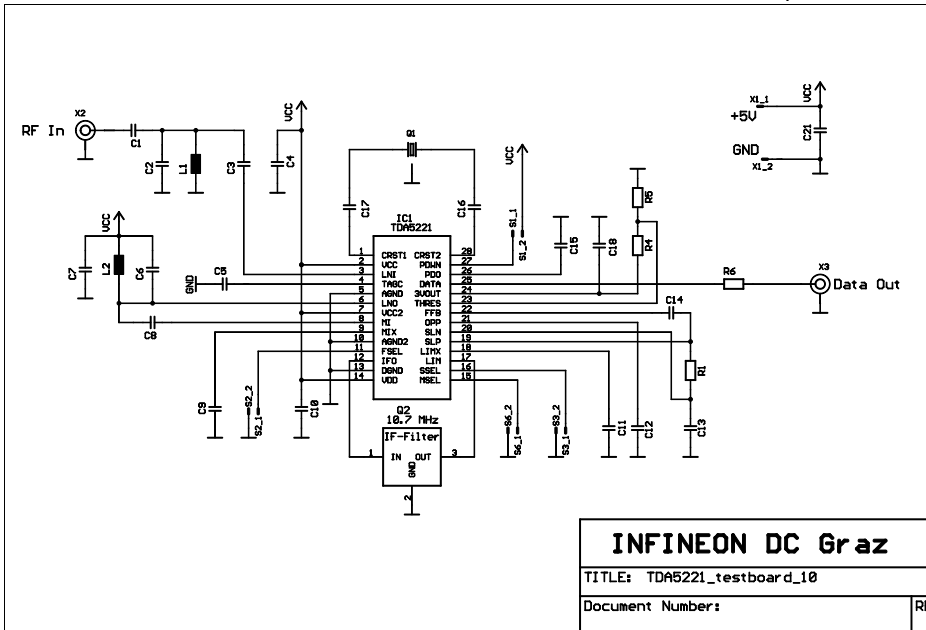 X2
RF In
C1
C2
L1
C3
VCC
C4
Q1
C17
C16
VCC
S1_1
S1_2
X1_1
+5V
GND
X1_2
VCC
C21
IC1
TDA5221
1 CRST1 CRST2 28
2 VCC PDWN 27
3 LNI PDO 26
4 TAGC DATA 25
5 AGND 3VOUT 24
6 LNO THRES 23
7 VCC2 FFB 22
8 MI OPP 21
9 MIX SLN 20
10 AGND2 SLP 19
11 FSEL LIMX 18
12 IFO LIM 17
13 DGND SSEL 16
14 VDD MSEL 15
VCC
C7
L2
C6
GND
C5
C8
C15
C18
R5
R4
R6
X3
Data Out
C14
R1
C9
S2_2
S2_1
C10
Q2
10.7 MHz
IF-Filter
1 IN OUT 3
GND
2
S6_2
S6_1
S3_2
S3_1
C11
C12
C13
INFINEON DC Graz
TITLE: TDA5221_testboard_10
Document Number: